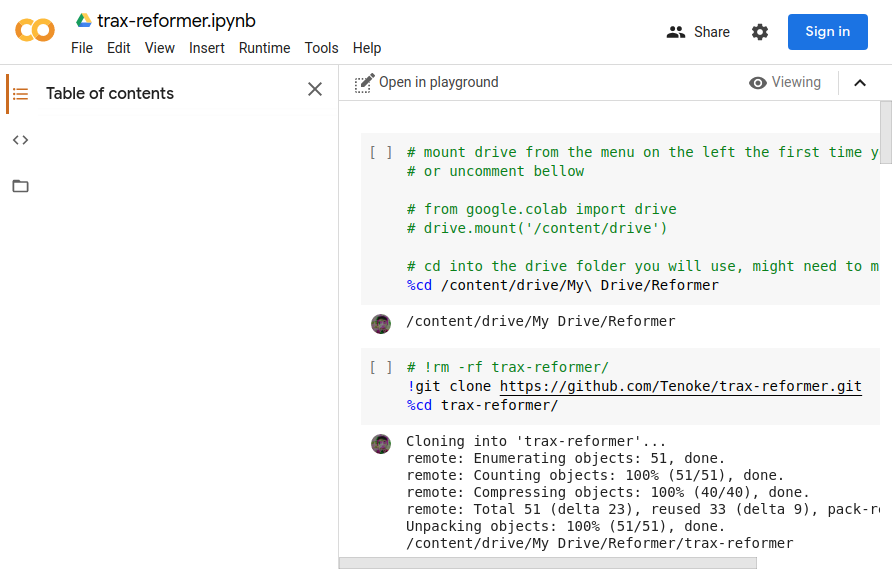 trax-reformer.ipynb
File Edit View Insert Runtime Tools Help
Share
Sign in
Table of contents
Open in playground
Viewing
[ ] # mount drive from the menu on the left the first time y
# or uncomment bellow
# from google.colab import drive
# drive.mount('/content/drive')
# cd into the drive folder you will use, might need to m
%cd /content/drive/My\ Drive/Reformer
/content/drive/My Drive/Reformer
[ ] # !rm -rf trax-reformer/
!git clone https://github.com/Tenoke/trax-reformer.git
%cd trax-reformer/
Cloning into 'trax-reformer'...
remote: Enumerating objects: 51, done.
remote: Counting objects: 100% (51/51), done.
remote: Compressing objects: 100% (40/40), done.
remote: Total 51 (delta 23), reused 33 (delta 9), pack-re
Unpacking objects: 100% (51/51), done.
/content/drive/My Drive/Reformer/trax-reformer